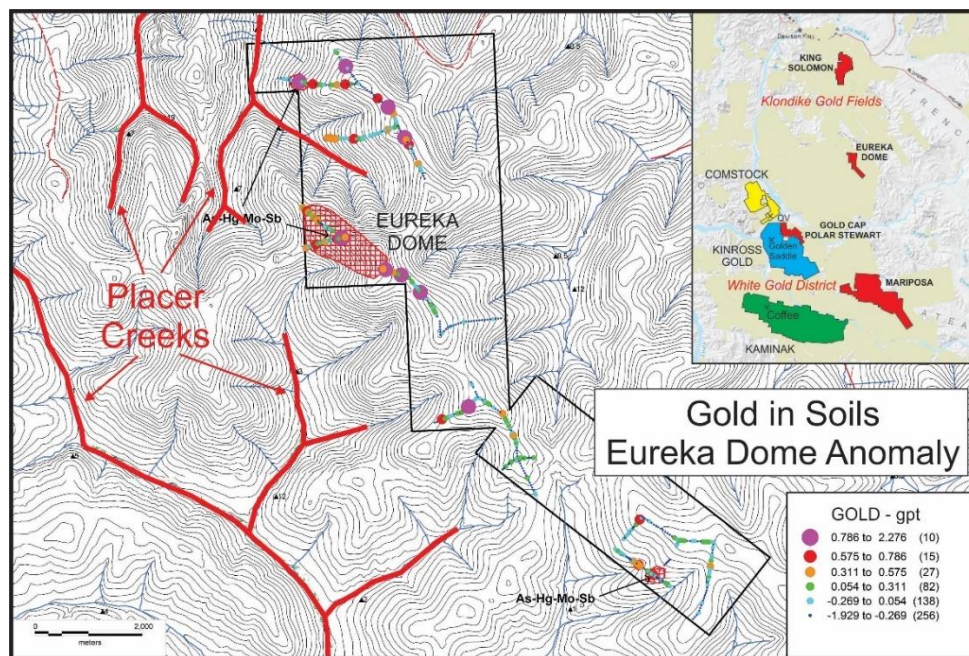 As-Hg-Mo-Sb
EUREKA
DOME
Placer
Creeks
As-Hg-Mo-Sb
0
2,000
meters
KING
SOLOMON
Klondike Gold Fields
EUREKA
DOME
COMSTOCK
QV
GOLD CAP
POLAR STEWART
KINROSS
GOLD
Golden
Saddle
White Gold District
MARIPOSA
Coffee
KAMINAK
Gold in Soils
Eureka Dome Anomaly
GOLD - gpt
0.786 to 2.276 (10)
0.575 to 0.786 (15)
0.311 to 0.575 (27)
0.054 to 0.311 (82)
-0.269 to 0.054 (138)
-1.929 to -0.269 (256)